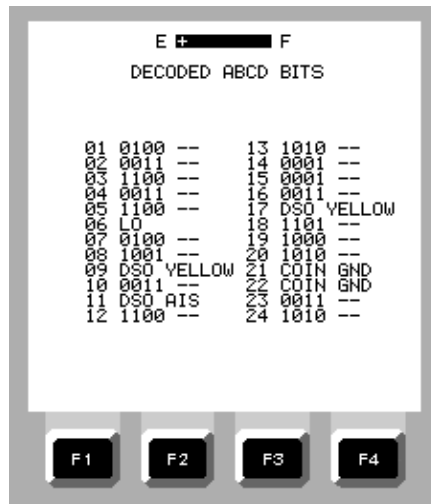 E + F
DECODED ABCD BITS
01 0100 -- 13 1010 --
02 0011 -- 14 0001 --
03 1100 -- 15 0001 --
04 0011 -- 16 0011 --
05 1100 -- 17 DSO YELLOW
06 LO 18 1101 --
07 0100 -- 19 1000 --
08 1001 -- 20 1010 --
09 DSO YELLOW 21 COIN GND
10 0011 -- 22 COIN GND
11 DSO AIS 23 0011 --
12 1100 -- 24 1010 --
F1 F2 F3 F4